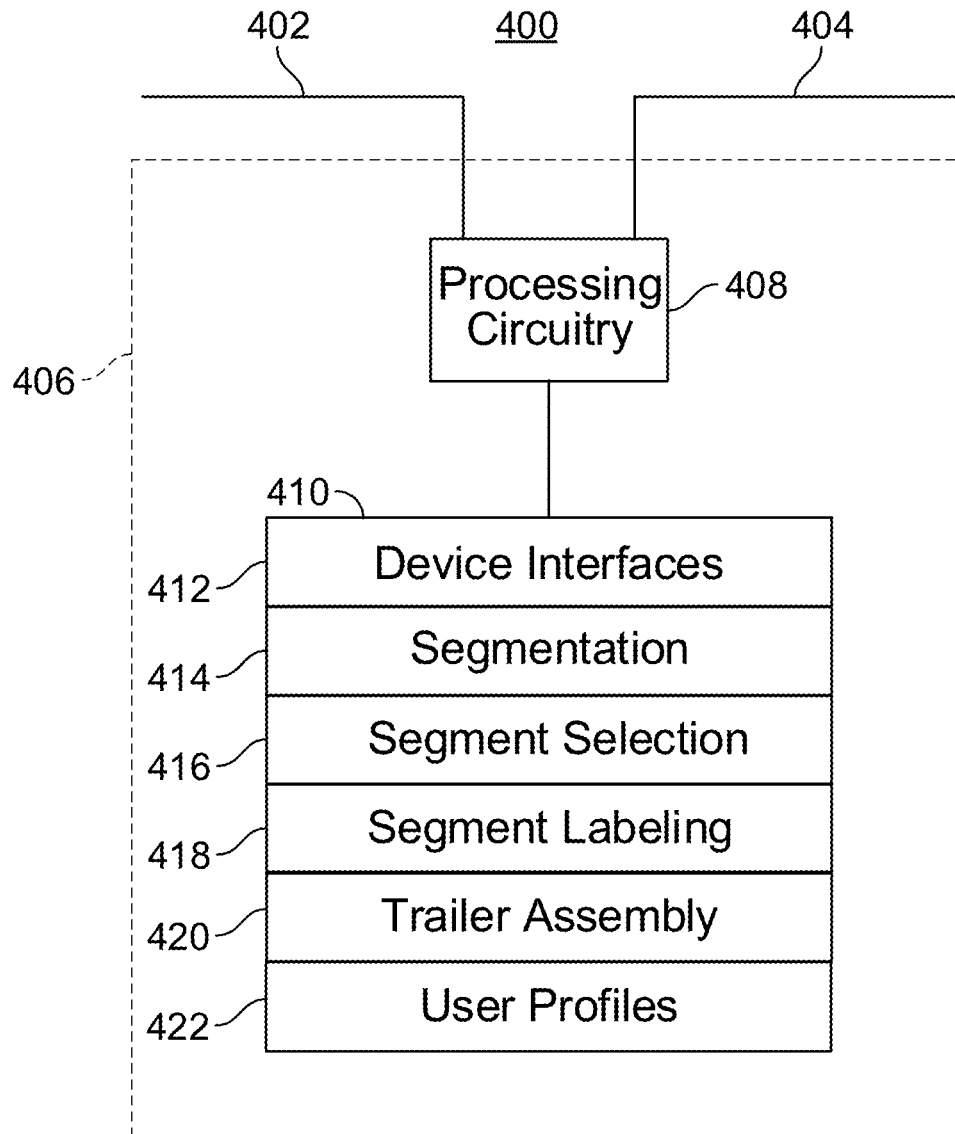 402
400
404
Processing
Circuitry
408
406
410
Device Interfaces
412
Segmentation
414
Segment Selection
416
Segment Labeling
418
Trailer Assembly
420
User Profiles
422